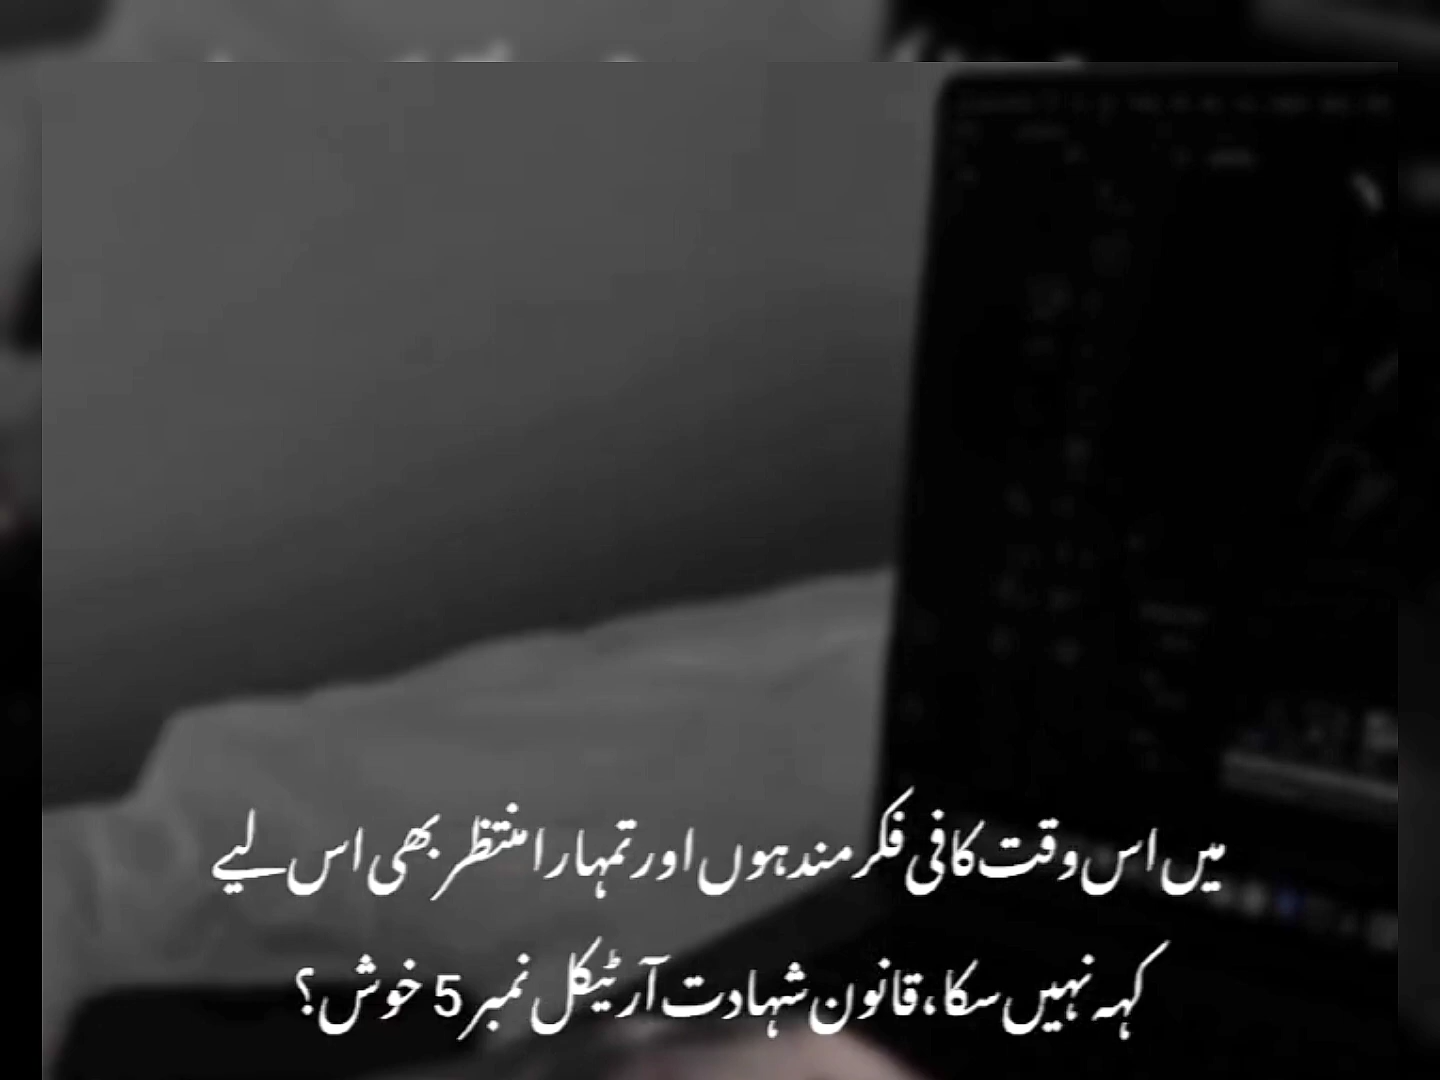 میں اس وقت کافی فکر مند ہوں اور تمہارا منتظر بھی اس لیے
کہہ نہیں سکا، قانون شہادت آرٹیکل نمبر 5 خوش؟